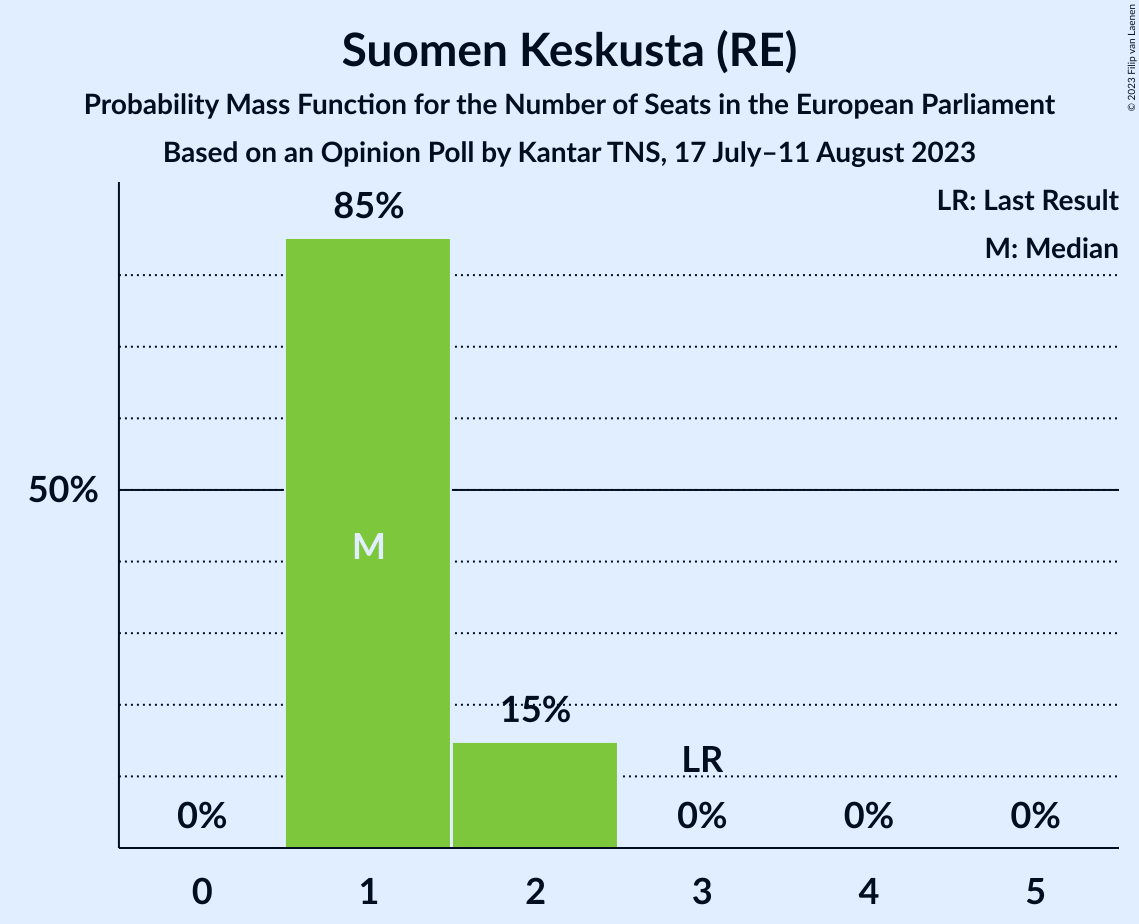 Suomen Keskusta (RE)
Probability Mass Function for the Number of Seats in the European Parliament
Based on an Opinion Poll by Kantar TNS, 17 July–11 August 2023
© 2023 Filip van Laenen
LR: Last Result
M: Median
85%
50%
M
15%
LR
0%
0%
0%
0%
0
1
2
3
4
5